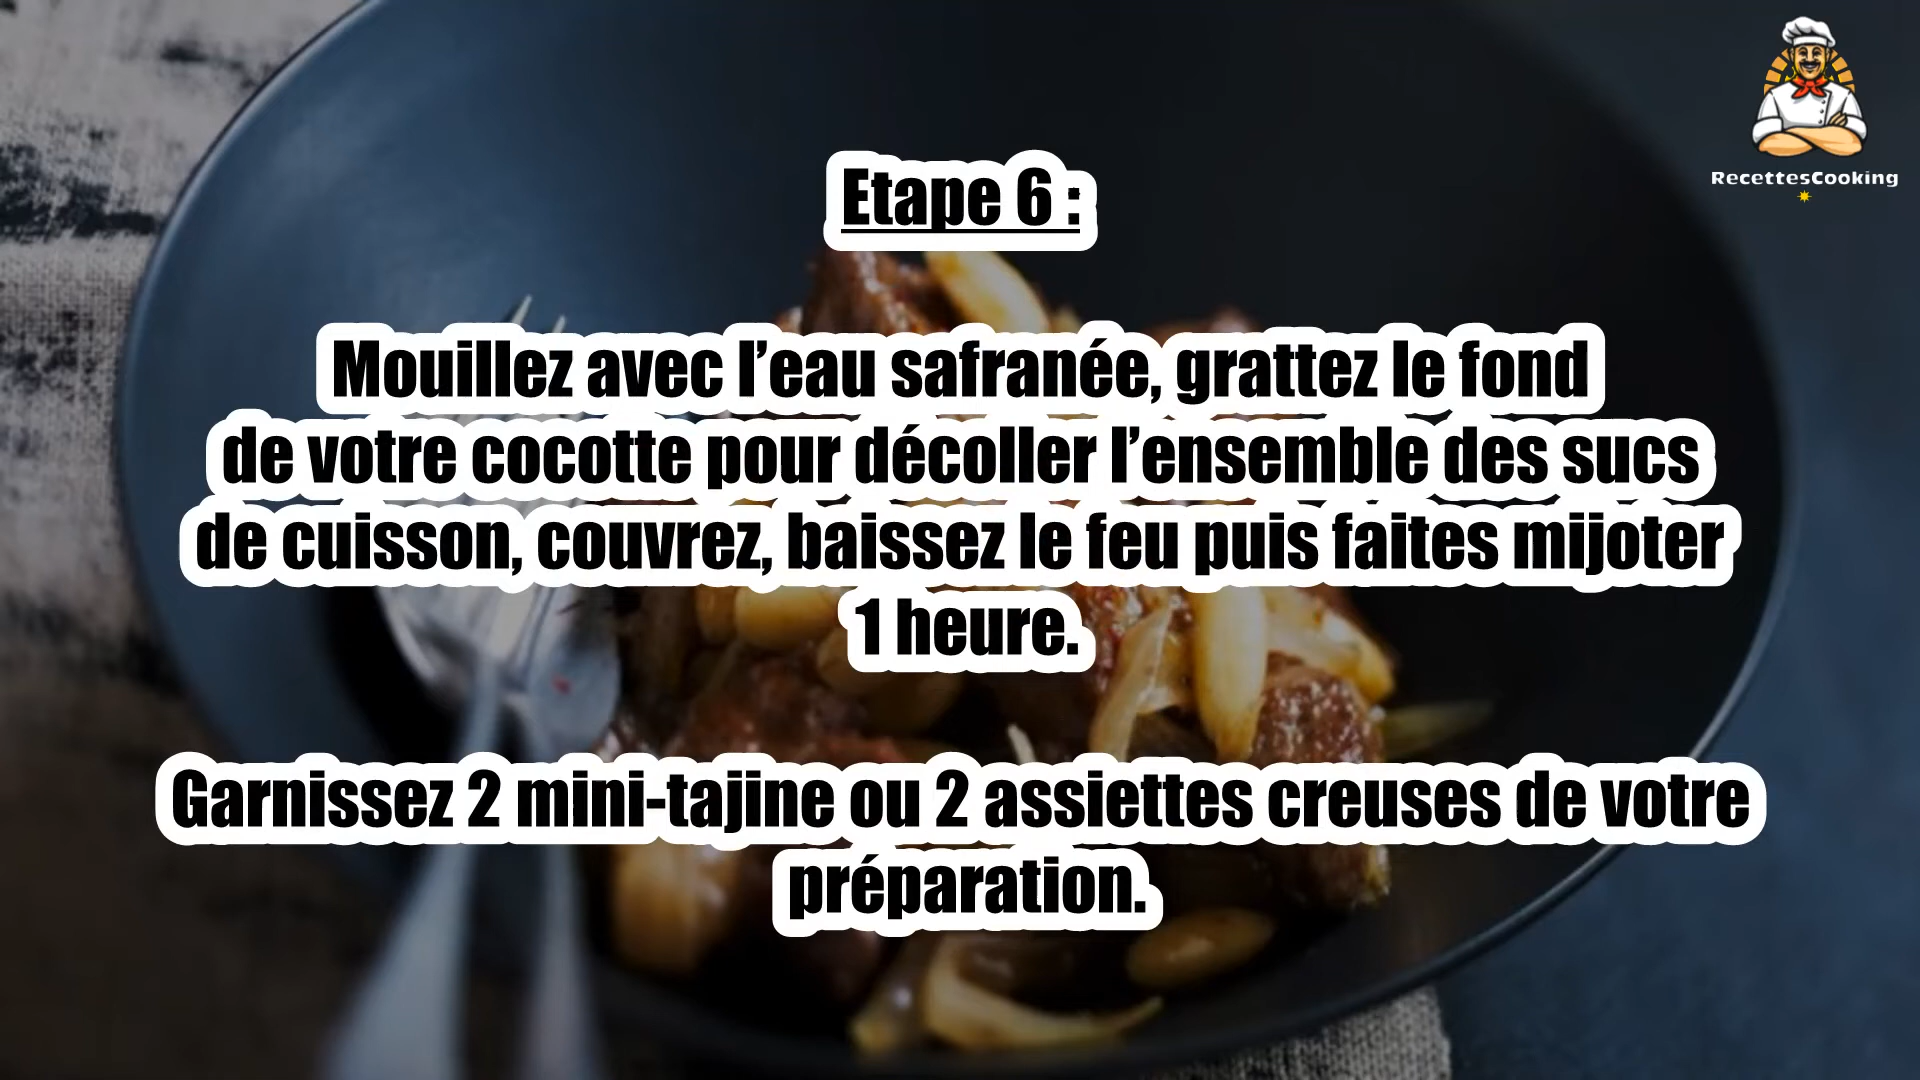 RecettesCooking
Etape 6 :
Mouillez avec l’eau safranée, grattez le fond
de votre cocotte pour décoller l’ensemble des sucs
de cuisson, couvrez, baissez le feu puis faites mijoter
1 heure.
Garnissez 2 mini-tajine ou 2 assiettes creuses de votre
préparation.